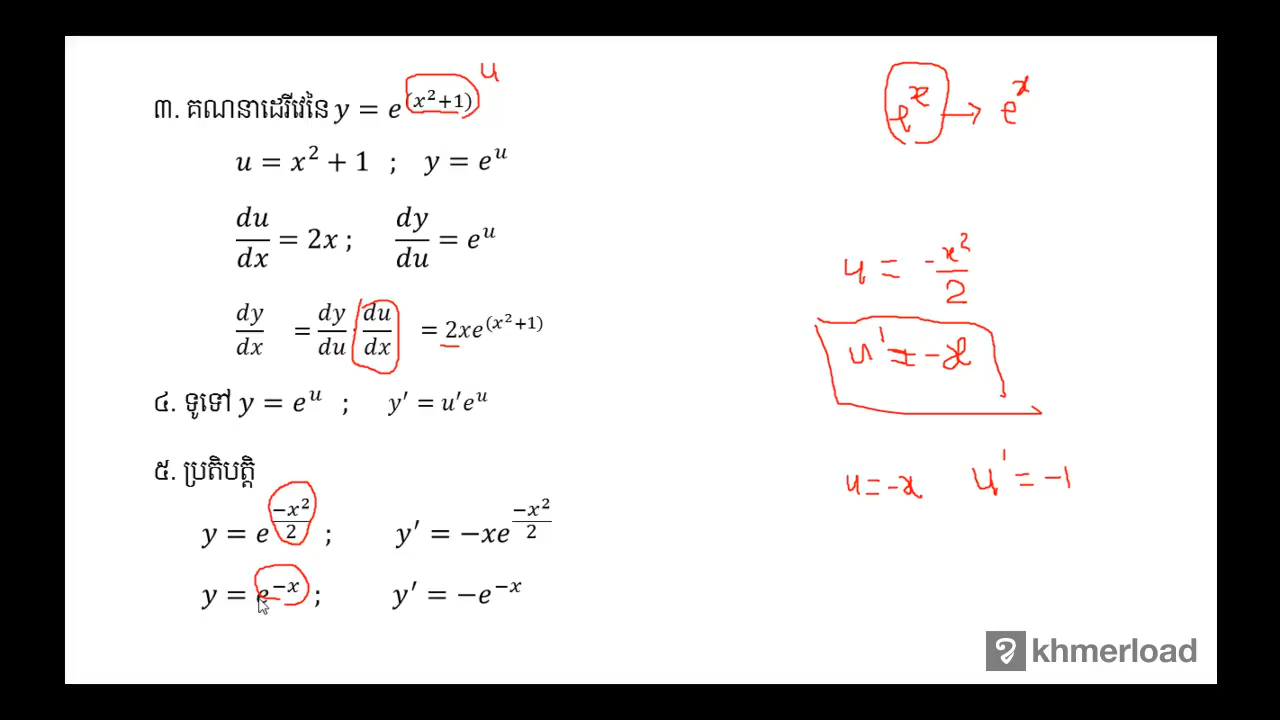 ៣. គណនាដេរីវេនៃ y = e^(x²+1) u
u = x² + 1 ; y = e^u
du/dx = 2x ; dy/du = e^u
dy/dx = dy/du · du/dx = 2xe^(x²+1)
៤. ទូទៅ y = e^u ; y′ = u′e^u
៥. ប្រតិបត្តិ
y = e^(−x²/2) ; y′ = −xe^(−x²/2)
y = e^−x ; y′ = −e^−x
e^x → e^x
u = -x²/2
u' = -x
u = -x u' = -1
khmerload